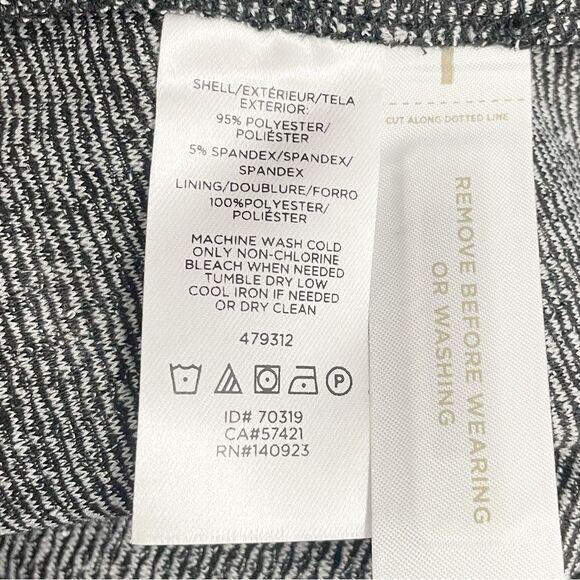 SHELL/EXTÉRIEUR/TELA
EXTERIOR:
95% POLYESTER/
POLIÉSTER
5% SPANDEX/SPANDEX/
SPANDEX
LINING/DOUBLURE/FORRO
100%POLYESTER/
POLIÉSTER
MACHINE WASH COLD
ONLY NON-CHLORINE
BLEACH WHEN NEEDED
TUMBLE DRY LOW
COOL IRON IF NEEDED
OR DRY CLEAN
479312
P
ID# 70319
CA#57421
RN#140923
CUT ALONG DOTTED LINE
REMOVE BEFORE WEARING
OR WASHING